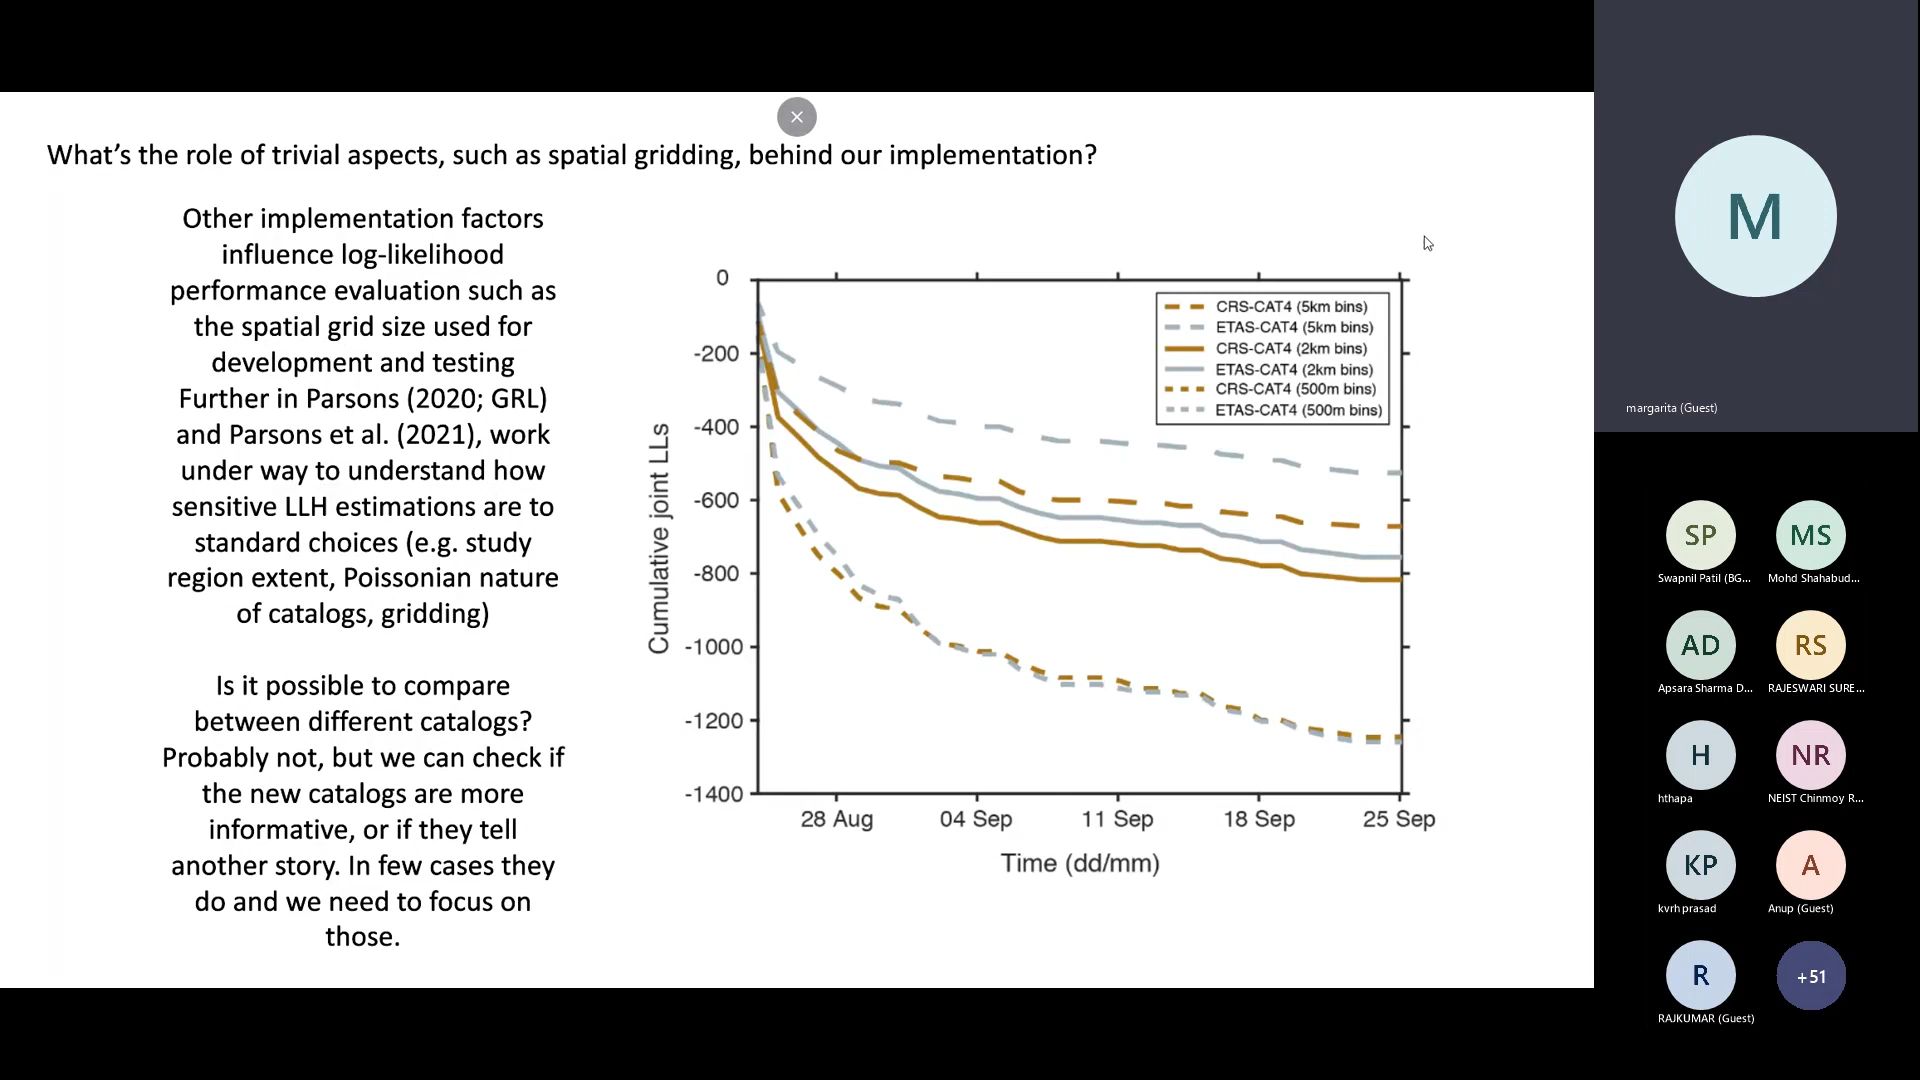 What's the role of trivial aspects, such as spatial gridding, behind our implementation?
Other implementation factors
influence log-likelihood
performance evaluation such as
the spatial grid size used for
development and testing
Further in Parsons (2020; GRL)
and Parsons et al. (2021), work
under way to understand how
sensitive LLH estimations are to
standard choices (e.g. study
region extent, Poissonian nature
of catalogs, gridding)
Is it possible to compare
between different catalogs?
Probably not, but we can check if
the new catalogs are more
informative, or if they tell
another story. In few cases they
do and we need to focus on
those.
Cumulative joint LLs
0
-200
-400
-600
-800
-1000
-1200
-1400
CRS-CAT4 (5km bins)
ETAS-CAT4 (5km bins)
CRS-CAT4 (2km bins)
ETAS-CAT4 (2km bins)
CRS-CAT4 (500m bins)
ETAS-CAT4 (500m bins)
28 Aug
04 Sep
11 Sep
18 Sep
25 Sep
Time (dd/mm)
M
margarita (Guest)
SP
Swapnil Patil (BG...
MS
Mohd Shahabud...
AD
Apsara Sharma D...
RS
RAJESWARI SURE...
H
hthapa
NR
NEIST Chinmoy R...
KP
kvrh prasad
A
Anup (Guest)
R
RAJKUMAR (Guest)
+51